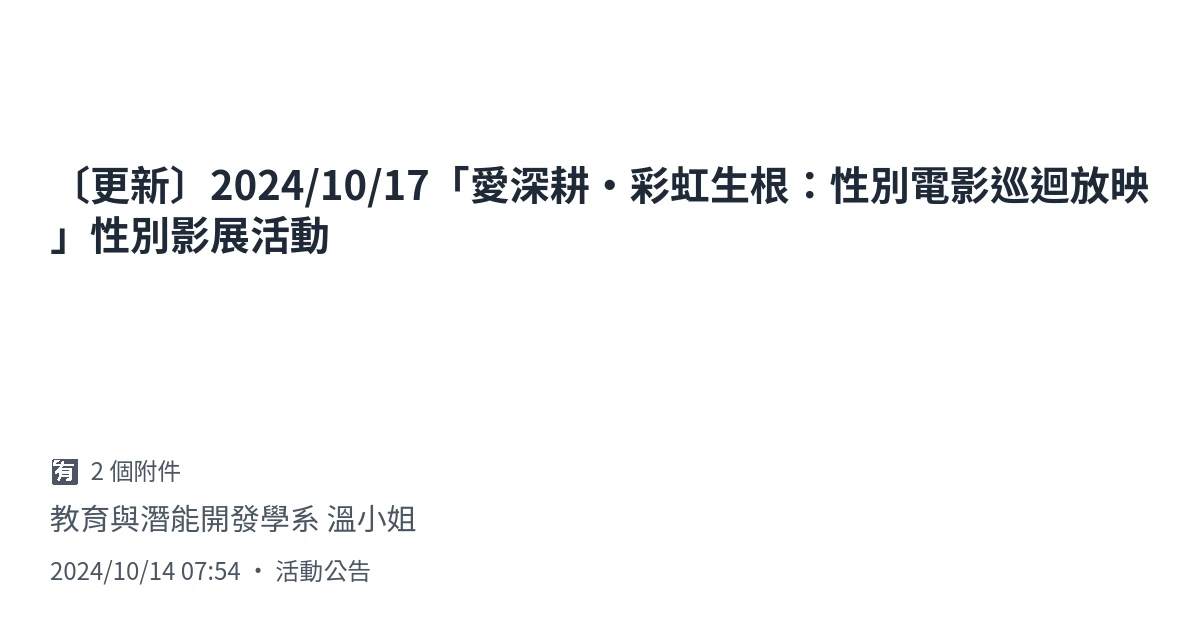 〔更新〕2024/10/17「愛深耕・彩虹生根：性別電影巡迴放映
」性別影展活動
🈶 2 個附件
教育與潛能開發學系 溫小姐
2024/10/14 07:54 ・ 活動公告